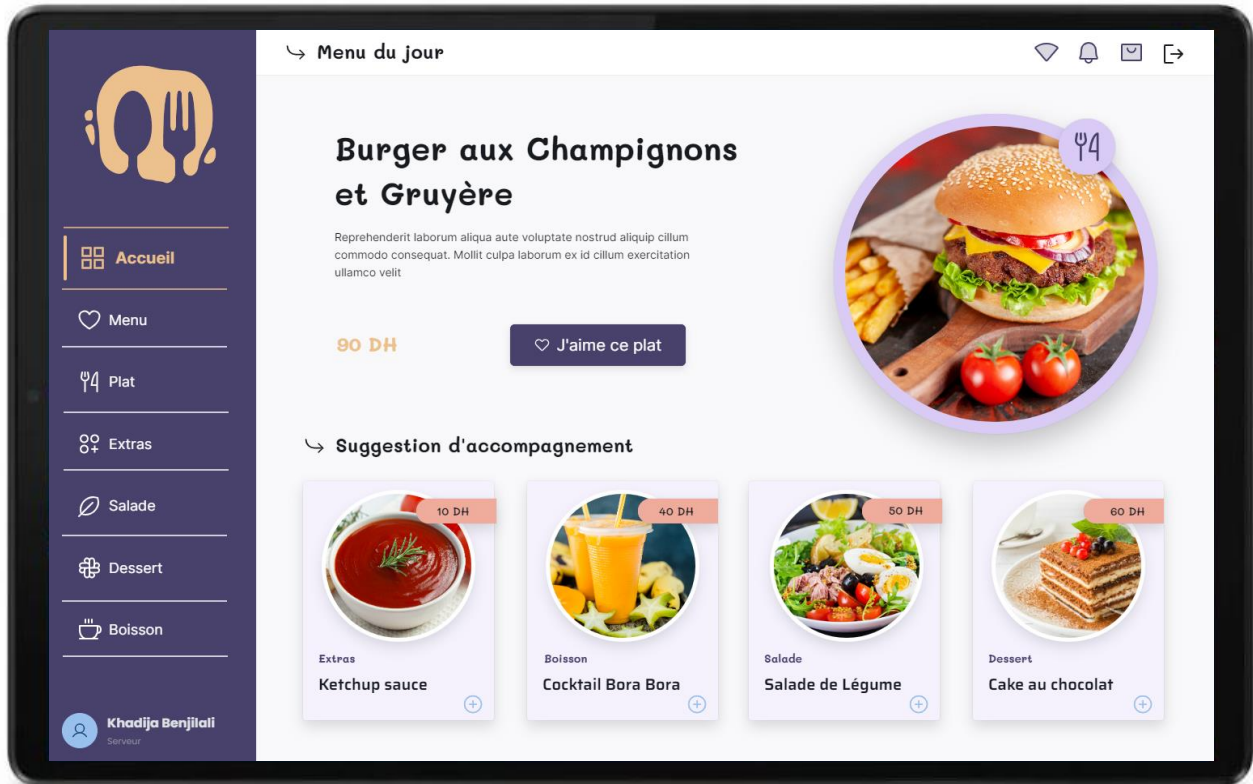 Menu du jour
Accueil
Menu
Plat
Extras
Salade
Dessert
Boisson
Khadija Benjilali
Serveur
Burger aux Champignons
et Gruyère
Reprehenderit laborum aliqua aute voluptate nostrud aliquip cillum
commodo consequat. Mollit culpa laborum ex id cillum exercitation
ullamco velit
90 DH
J'aime ce plat
Suggestion d'accompagnement
10 DH
Extras
Ketchup sauce
40 DH
Boisson
Cocktail Bora Bora
50 DH
Salade
Salade de Légume
60 DH
Dessert
Cake au chocolat